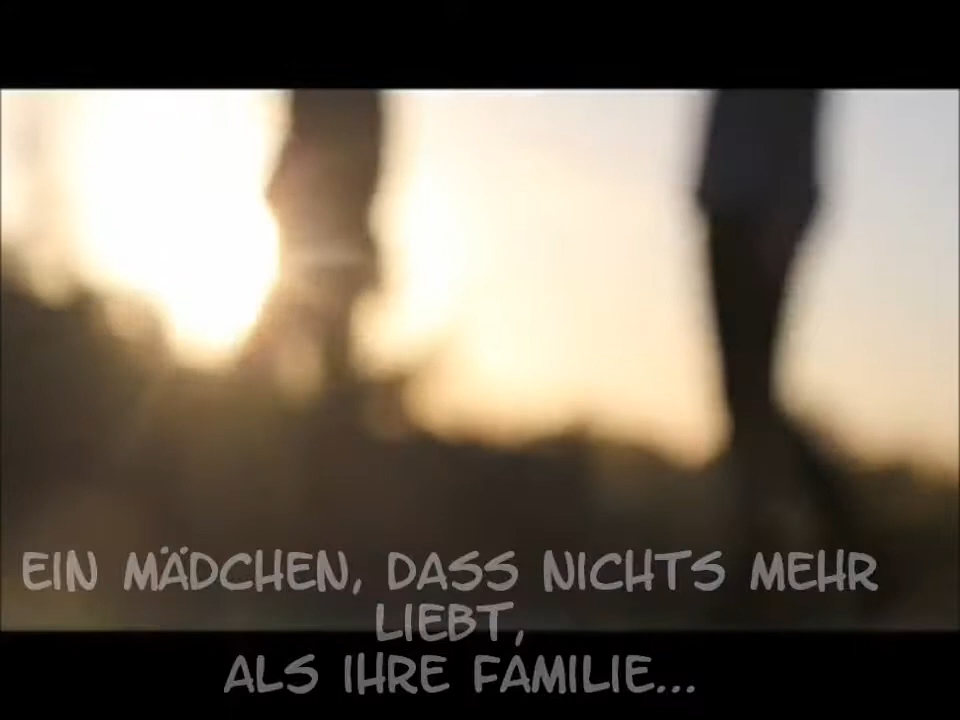 EIN MÄDCHEN, DASS NICHTS MEHR
LIEBT,
ALS IHRE FAMILIE...